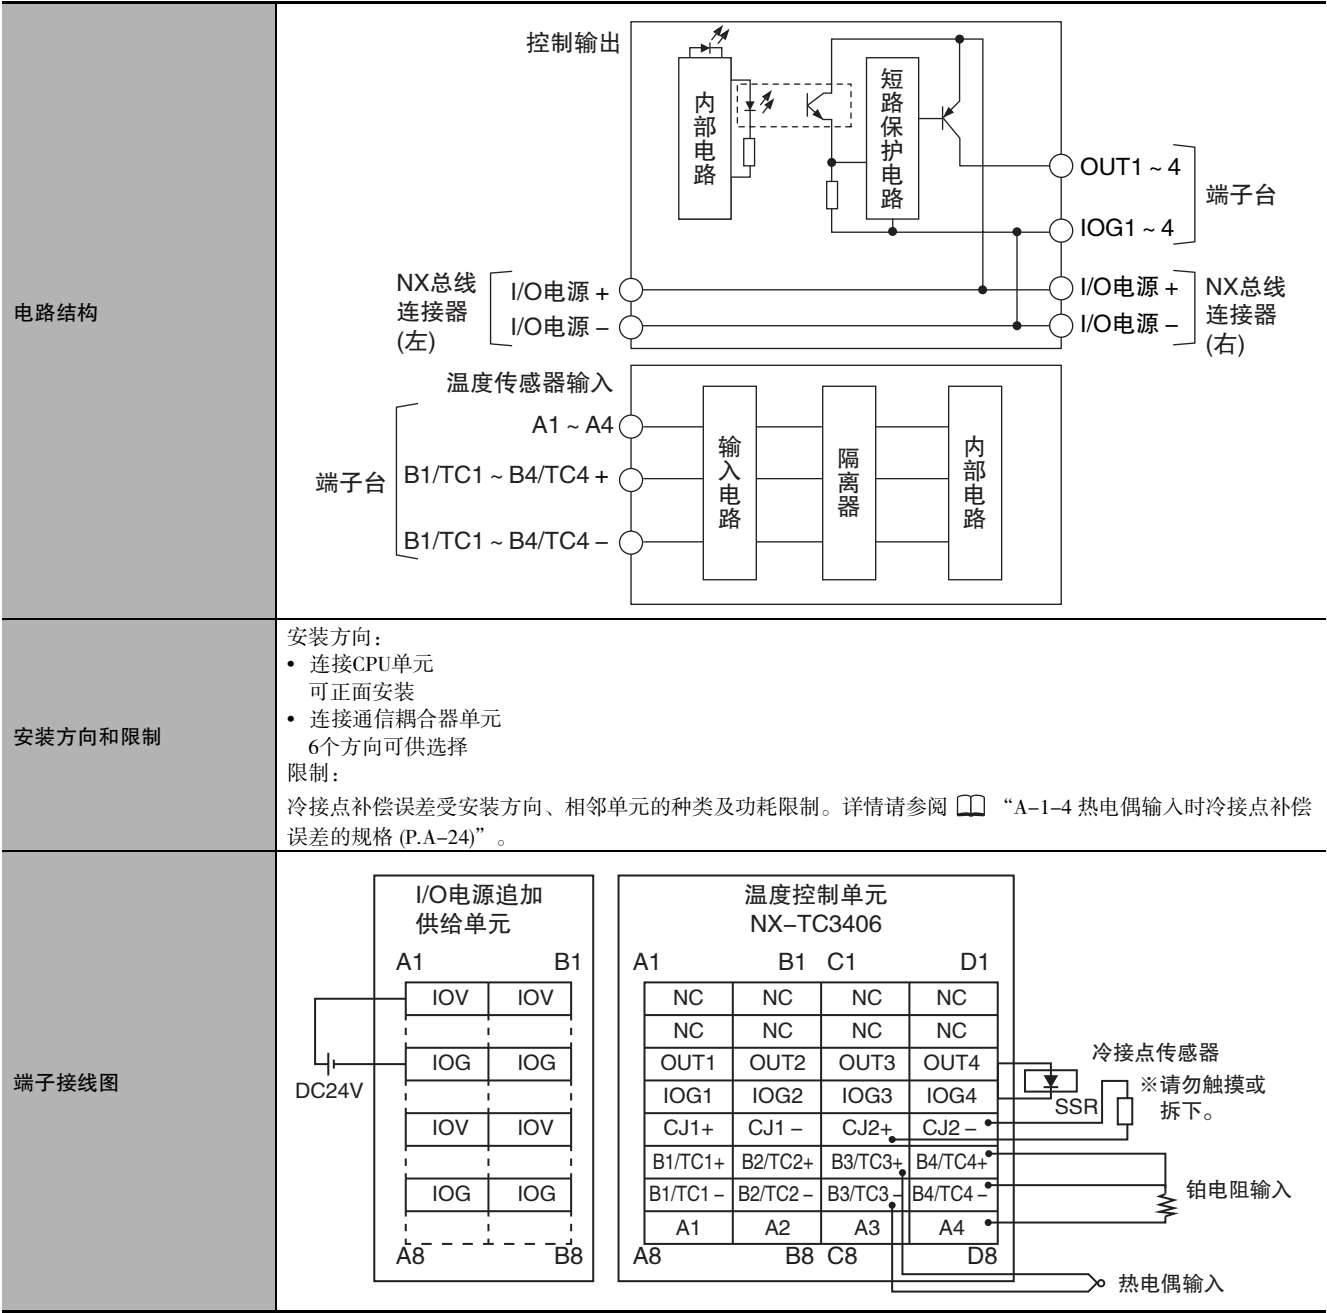 电路结构
控制输出
内部电路
短路保护电路
OUT1 ~ 4
IOG1 ~ 4
端子台
NX总线
连接器
(左)
I/O电源 +
I/O电源 –
I/O电源 +
I/O电源 –
NX总线
连接器
(右)
温度传感器输入
端子台
A1 ~ A4
B1/TC1 ~ B4/TC4 +
B1/TC1 ~ B4/TC4 –
输入电路
隔离器
内部电路
安装方向和限制
安装方向：
• 连接CPU单元
可正面安装
• 连接通信耦合器单元
6个方向可供选择
限制：
冷接点补偿误差受安装方向、相邻单元的种类及功耗限制。详情请参阅 “A–1–4 热电偶输入时冷接点补偿
误差的规格 (P.A–24)”。
端子接线图
I/O电源追加
供给单元
A1 B1
IOV IOV
IOG IOG
IOV IOV
IOG IOG
A8 B8
DC24V
温度控制单元
NX–TC3406
A1 B1 C1 D1
NC NC NC NC
NC NC NC NC
OUT1 OUT2 OUT3 OUT4
IOG1 IOG2 IOG3 IOG4
CJ1+ CJ1 – CJ2+ CJ2 –
B1/TC1+ B2/TC2+ B3/TC3+ B4/TC4+
B1/TC1 – B2/TC2 – B3/TC3 – B4/TC4 –
A1 A2 A3 A4
A8 B8 C8 D8
SSR
冷接点传感器
※请勿触摸或
拆下。
铂电阻输入
热电偶输入